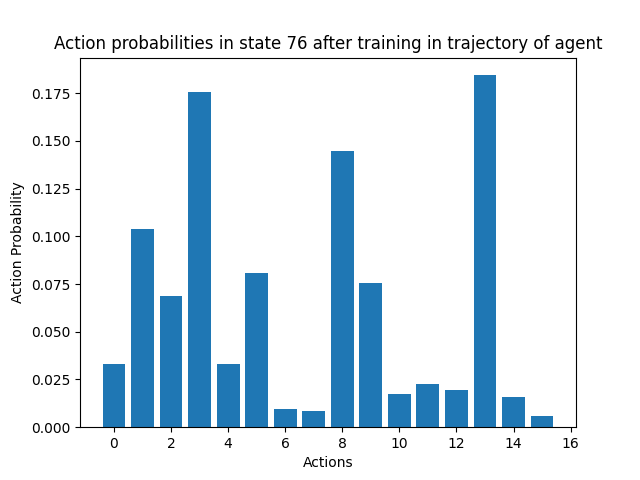 Action probabilities in state 76 after training in trajectory of agent
Action Probability
0.175
0.150
0.125
0.100
0.075
0.050
0.025
0.000
0 2 4 6 8 10 12 14 16
Actions